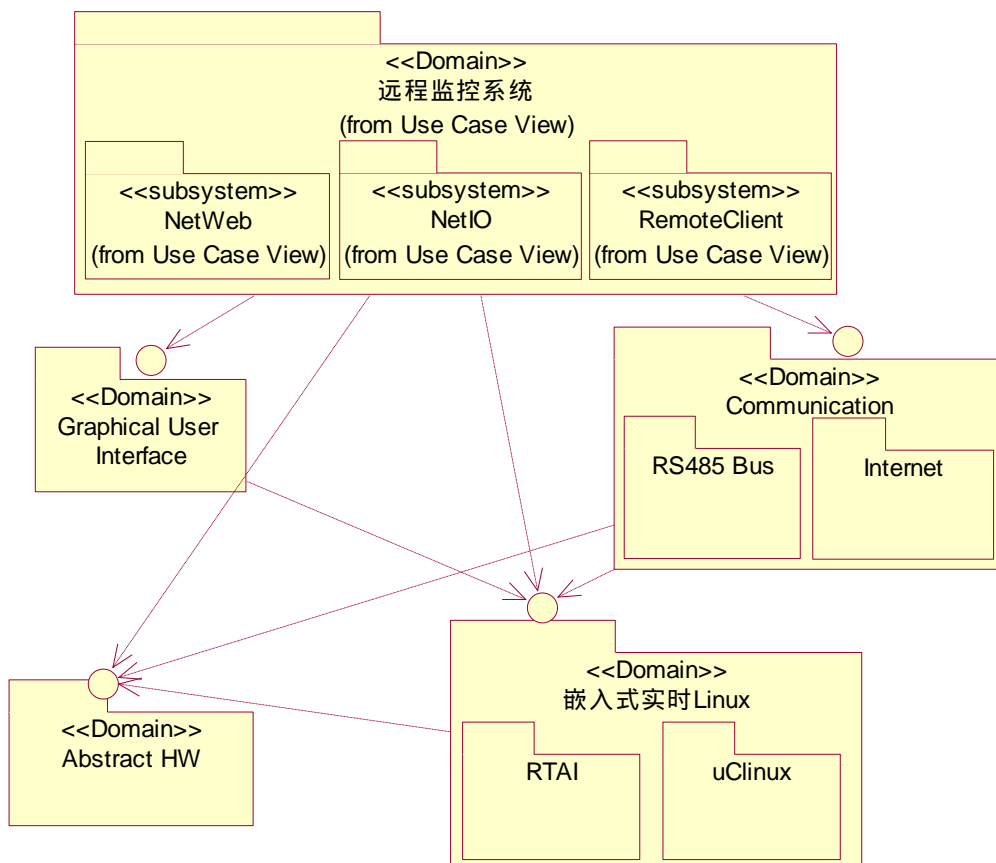 <<Domain>>
远程监控系统
(from Use Case View)
<<subsystem>>
NetWeb
(from Use Case View)
<<subsystem>>
NetIO
(from Use Case View)
<<subsystem>>
RemoteClient
(from Use Case View)
<<Domain>>
Graphical User
Interface
<<Domain>>
Communication
RS485 Bus
Internet
<<Domain>>
Abstract HW
<<Domain>>
嵌入式实时Linux
RTAI
uClinux